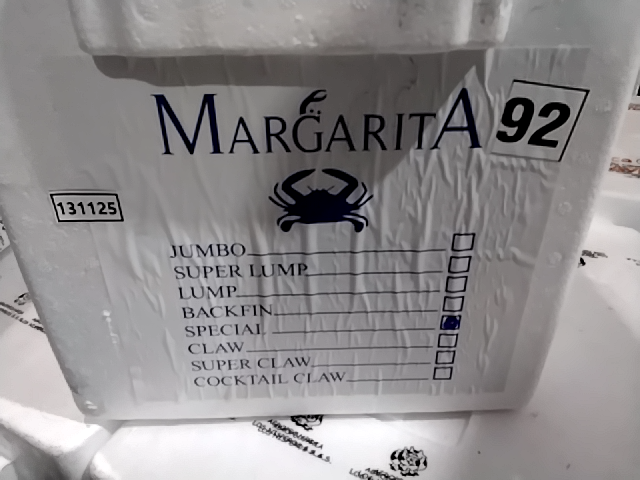 MARGARITA
92
131125
JUMBO
SUPER LUMP
LUMP
BACKFIN
SPECIAL
CLAW
SUPER CLAW
COCKTAIL CLAW